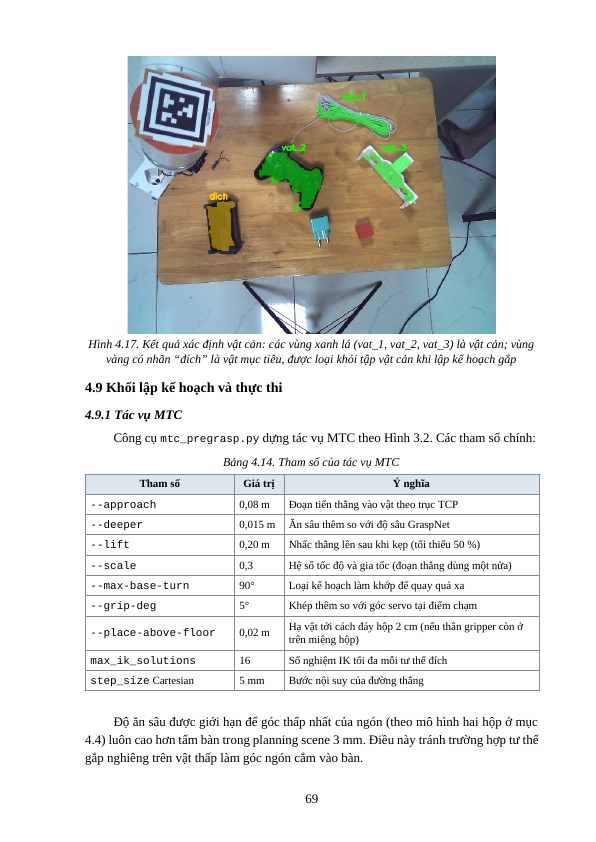 vat_1
vat_2
vat_3
dich
Hình 4.17. Kết quả xác định vật cản: các vùng xanh lá (vat_1, vat_2, vat_3) là vật cản; vùng
vàng có nhãn “đích” là vật mục tiêu, được loại khỏi tập vật cản khi lập kế hoạch gắp
4.9 Khối lập kế hoạch và thực thi
4.9.1 Tác vụ MTC
Công cụ mtc_pregrasp.py dựng tác vụ MTC theo Hình 3.2. Các tham số chính:
Bảng 4.14. Tham số của tác vụ MTC
Tham số Giá trị Ý nghĩa
--approach 0,08 m Đoạn tiến thẳng vào vật theo trục TCP
--deeper 0,015 m Ăn sâu thêm so với độ sâu GraspNet
--lift 0,20 m Nhấc thẳng lên sau khi kẹp (tối thiểu 50 %)
--scale 0,3 Hệ số tốc độ và gia tốc (đoạn thẳng dùng một nửa)
--max-base-turn 90° Loại kế hoạch làm khớp đế quay quá xa
--grip-deg 5° Khép thêm so với góc servo tại điểm chạm
--place-above-floor 0,02 m Hạ vật tới cách đáy hộp 2 cm (nếu thân gripper còn ở
trên miệng hộp)
max_ik_solutions 16 Số nghiệm IK tối đa mỗi tư thế đích
step_size Cartesian 5 mm Bước nội suy của đường thẳng
Độ ăn sâu được giới hạn để góc thấp nhất của ngón (theo mô hình hai hộp ở mục
4.4) luôn cao hơn tấm bàn trong planning scene 3 mm. Điều này tránh trường hợp tư thế
gắp nghiêng trên vật thấp làm góc ngón cắm vào bàn.
69